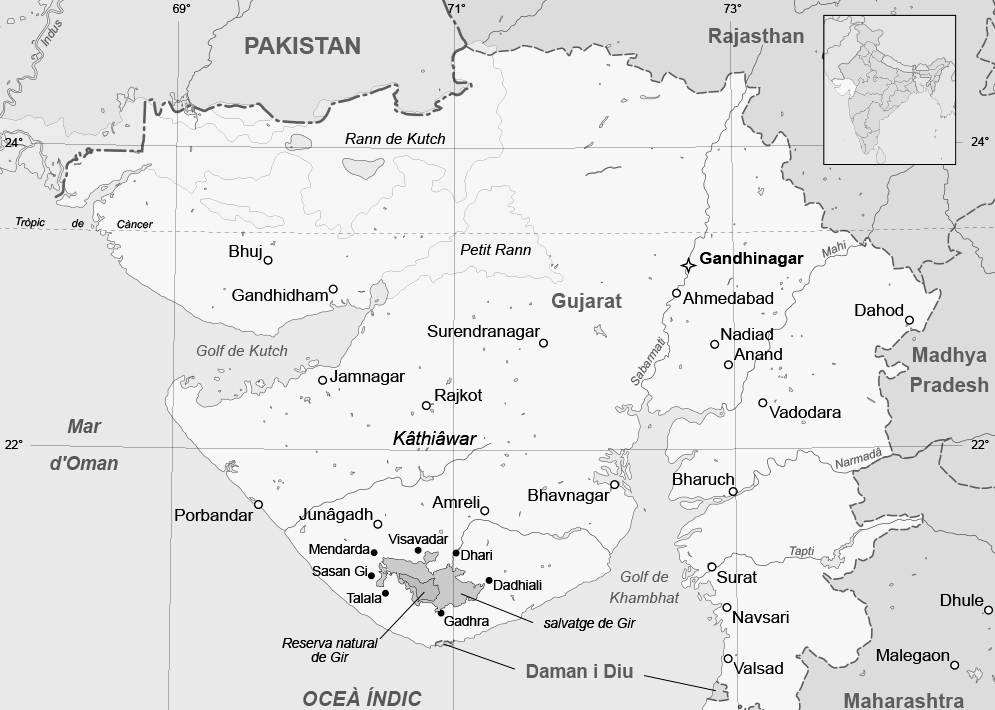 69°
71°
73°
Indus
PAKISTAN
Rajasthan
24°
24°
Rann de Kutch
Tròpic de Càncer
Bhuj
Petit Rann
Mahi
Gandhinagar
Gandhidham
Ahmedabad
Gujarat
Dahod
Surendranagar
Nadiad
Golf de Kutch
Anand
Sabarmati
Madhya
Pradesh
Jamnagar
Rajkot
Vadodara
Mar
d'Oman
Kâthiâwar
22°
22°
Narmadâ
Bharuch
Bhavnagar
Amreli
Porbandar
Junâgadh
Visavadar
Mendarda
Dhari
Tapti
Sasan Gi
Dadhiali
Golf de
Khambhat
Surat
Talala
Dhule
Gadhra
salvatge de Gir
Navsari
Reserva natural
de Gir
Malegaon
Daman i Diu
Valsad
OCEÀ ÍNDIC
Maharashtra